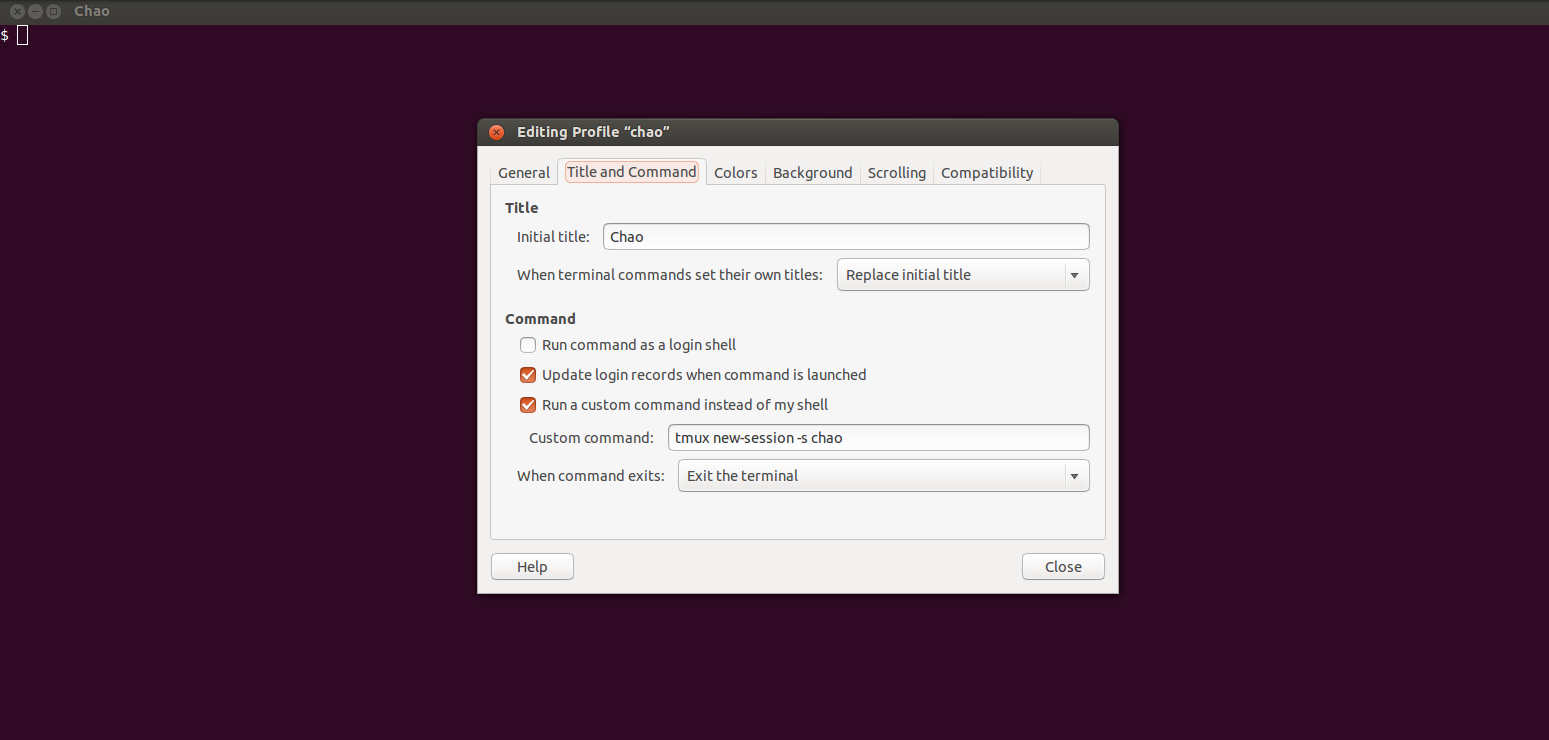 Chao
$
Editing Profile “chao”
General Title and Command Colors Background Scrolling Compatibility
Title
Initial title: Chao
When terminal commands set their own titles: Replace initial title
Command
Run command as a login shell
Update login records when command is launched
Run a custom command instead of my shell
Custom command: tmux new-session -s chao
When command exits: Exit the terminal
Help Close